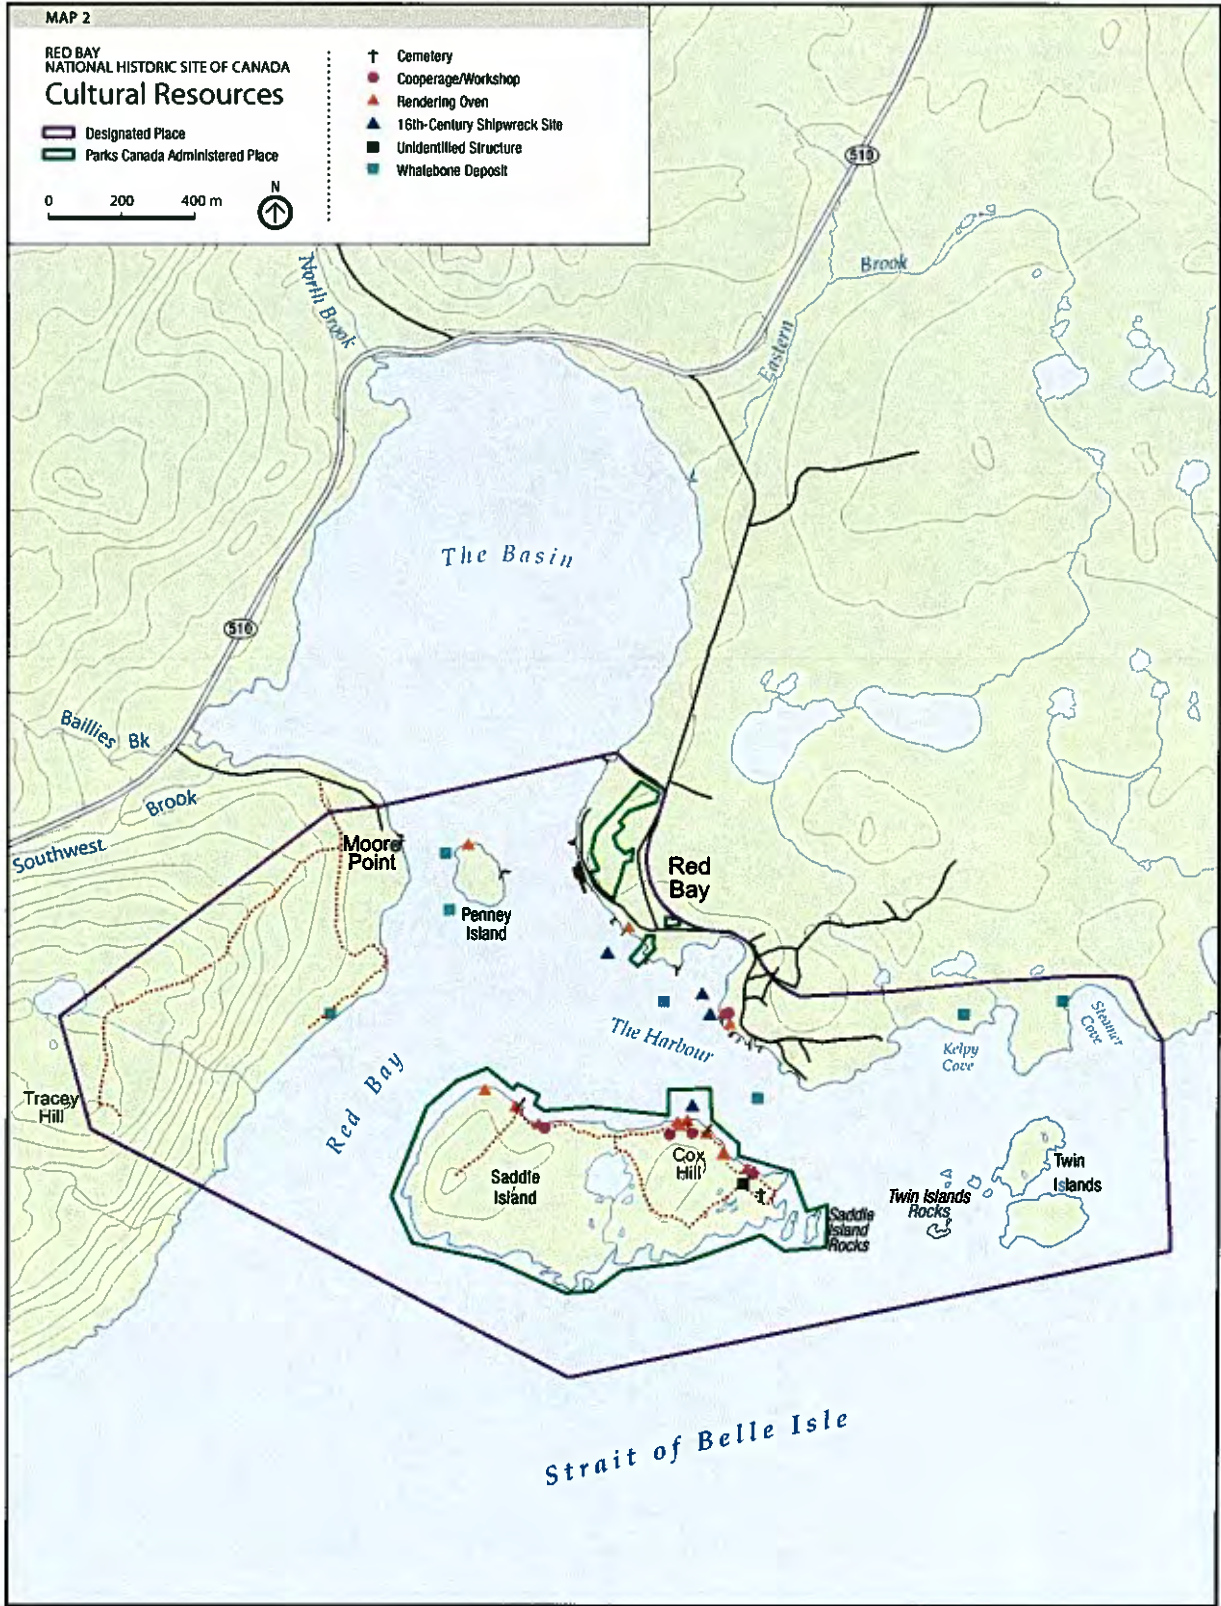 MAP 2
RED BAY
NATIONAL HISTORIC SITE OF CANADA
Cultural Resources
Designated Place
Parks Canada Administered Place
0 200 400 m
N
Cemetery
Cooperage/Workshop
Rendering Oven
16th-Century Shipwreck Site
Unidentified Structure
Whalebone Deposit
510
North Brook
Brook
Eastern
The Basin
510
Baillies Bk
Brook
Southwest
Moore
Point
Red
Bay
Penney
Island
The Harbour
Kelpy
Cove
Steamer
Cove
Tracey
Hill
Red Bay
Saddle
Island
Cox
Hill
Twin
Islands
Twin Islands
Rocks
Saddle
Island
Rocks
Strait of Belle Isle